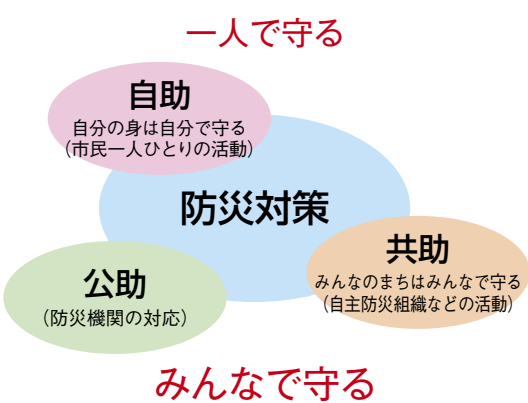 一人で守る
自助
自分の身は自分で守る
（市民一人ひとりの活動）
防災対策
共助
みんなのまちはみんなで守る
（自主防災組織などの活動）
公助
（防災機関の対応）
みんなで守る